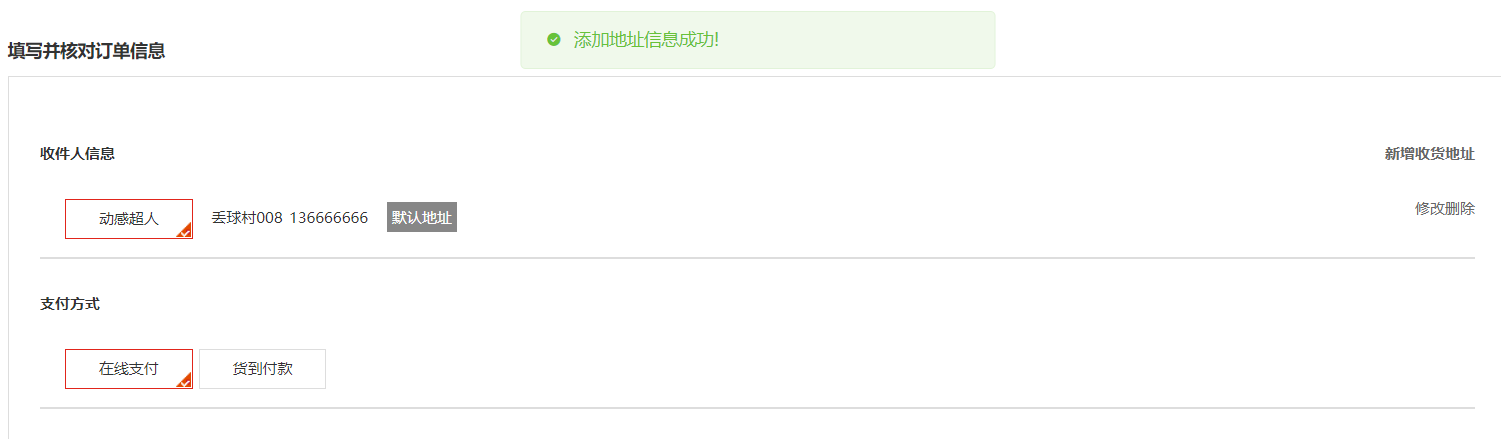 添加地址信息成功!
填写并核对订单信息
收件人信息 新增收货地址
动感超人 丢球村008 136666666 默认地址 修改删除
支付方式
在线支付 货到付款